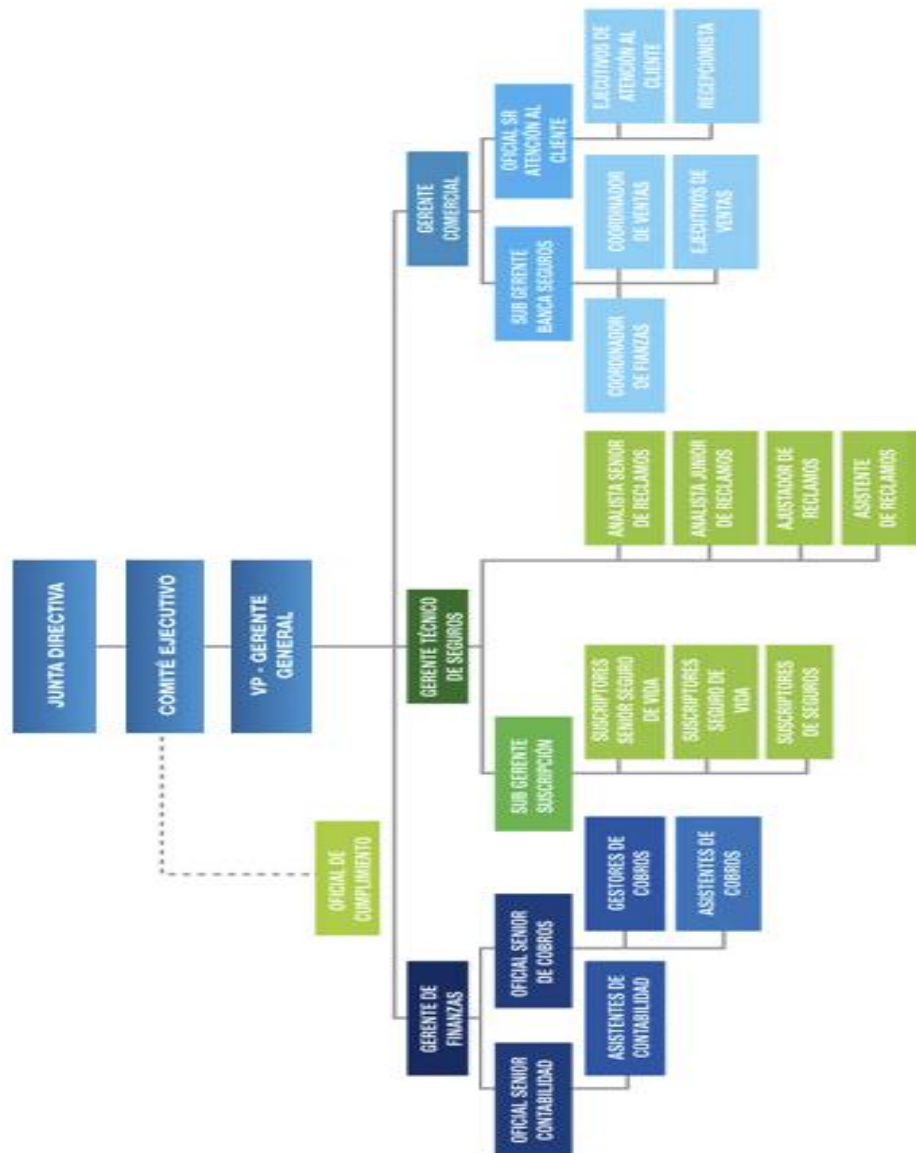 JUNTA DIRECTIVA
COMITÉ EJECUTIVO
VP - GERENTE
GENERAL
OFICIAL DE
CUMPLIMIENTO
GERENTE DE
FINANZAS
GERENTE TÉCNICO
DE SEGUROS
GERENTE
COMERCIAL
OFICIAL SENIOR
CONTABILIDAD
OFICIAL SENIOR
DE COBROS
SUB GERENTE
SUSCRIPCIÓN
SUB GERENTE
BANCA SEGUROS
OFICIAL SR
ATENCIÓN AL
CLIENTE
ASISTENTES DE
CONTABILIDAD
GESTORES DE
COBROS
ASISTENTES DE
COBROS
SUSCRIPTORES
SENIOR SEGURO
DE VIDA
SUSCRIPTORES
SEGURO DE
VIDA
SUSCRIPTORES
DE SEGUROS
ANALISTA SENIOR
DE RECLAMOS
ANALISTA JUNIOR
DE RECLAMOS
AJUSTADOR DE
RECLAMOS
ASISTENTE
DE RECLAMOS
COORDINADOR
DE FIANZAS
COORDINADOR
DE VENTAS
EJECUTIVOS DE
VENTAS
EJECUTIVOS DE
ATENCIÓN AL
CLIENTE
RECEPCIONISTA